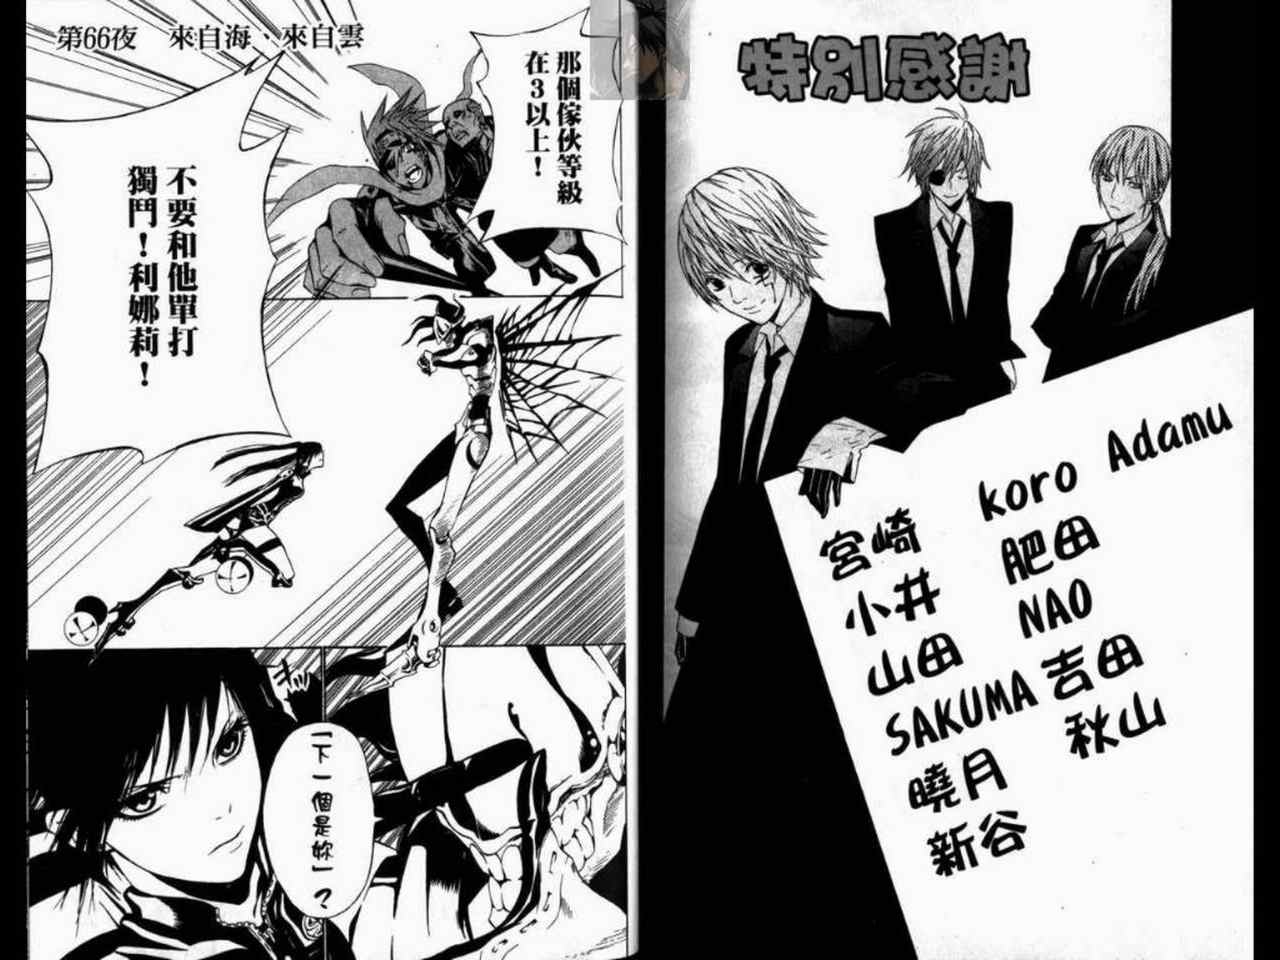 特別感謝
宮崎 koro Adamu
小井 肥田
山田 NAO
SAKUMA 吉田
曉月 秋山
新谷
第66夜 來自海、來自雲
那個傢伙等級
在3以上！
不要和他單打
獨鬥！利娜莉！
「下一個是妳」？